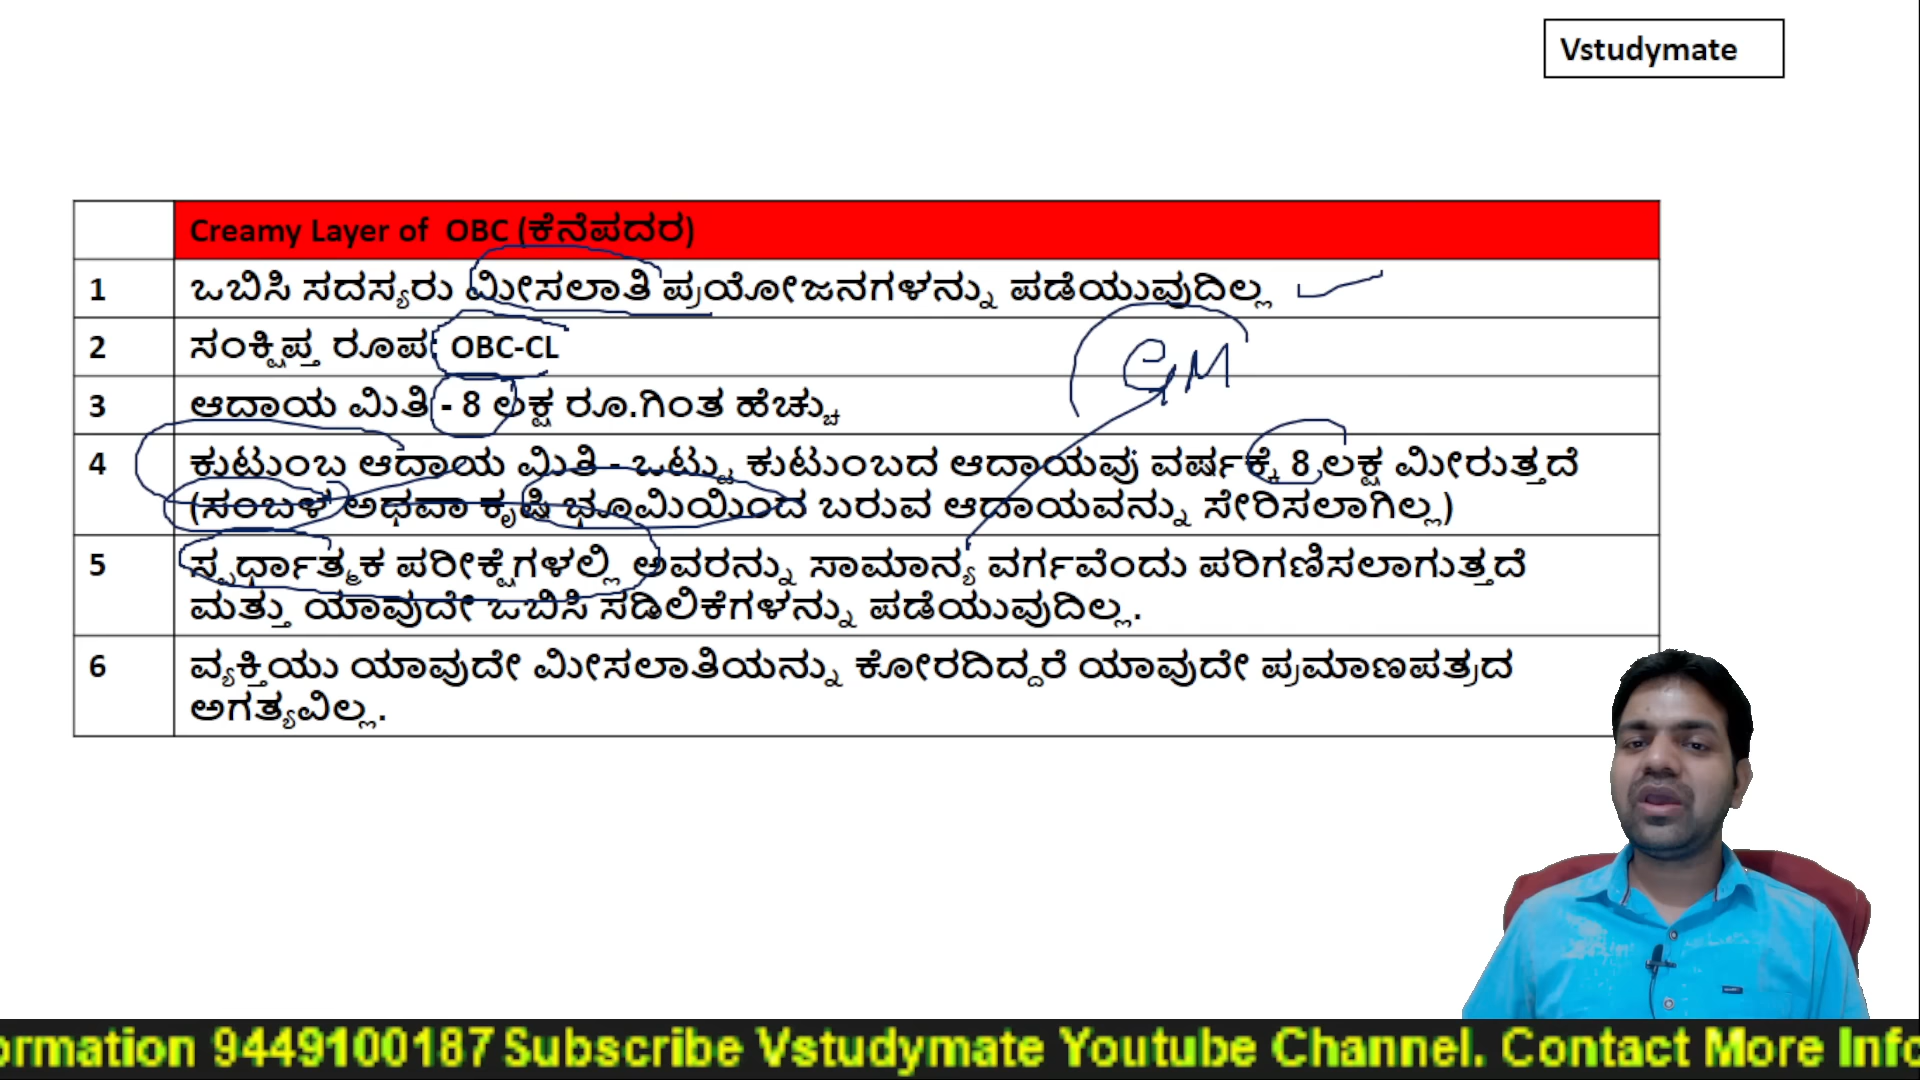 Vstudymate
Creamy Layer of OBC (ಕೆನೆಪದರ)
1 ಒಬಿಸಿ ಸದಸ್ಯರು ಮೀಸಲಾತಿ ಪ್ರಯೋಜನಗಳನ್ನು ಪಡೆಯುವುದಿಲ್ಲ
2 ಸಂಕ್ಷಿಪ್ತ ರೂಪ: OBC-CL
GM
3 ಆದಾಯ ಮಿತಿ - 8 ಲಕ್ಷ ರೂ.ಗಿಂತ ಹೆಚ್ಚು
4 ಕುಟುಂಬ ಆದಾಯ ಮಿತಿ - ಒಟ್ಟು ಕುಟುಂಬದ ಆದಾಯವು ವರ್ಷಕ್ಕೆ 8 ಲಕ್ಷ ಮೀರುತ್ತದೆ
(ಸಂಬಳ ಅಥವಾ ಕೃಷಿ ಭೂಮಿಯಿಂದ ಬರುವ ಆದಾಯವನ್ನು ಸೇರಿಸಲಾಗಿಲ್ಲ)
5 ಸ್ಪರ್ಧಾತ್ಮಕ ಪರೀಕ್ಷೆಗಳಲ್ಲಿ ಅವರನ್ನು ಸಾಮಾನ್ಯ ವರ್ಗವೆಂದು ಪರಿಗಣಿಸಲಾಗುತ್ತದೆ
ಮತ್ತು ಯಾವುದೇ ಒಬಿಸಿ ಸಡಿಲಿಕೆಗಳನ್ನು ಪಡೆಯುವುದಿಲ್ಲ.
6 ವ್ಯಕ್ತಿಯು ಯಾವುದೇ ಮೀಸಲಾತಿಯನ್ನು ಕೋರದಿದ್ದರೆ ಯಾವುದೇ ಪ್ರಮಾಣಪತ್ರದ
ಅಗತ್ಯವಿಲ್ಲ.
ormation 9449100187 Subscribe Vstudymate Youtube Channel. Contact More Info